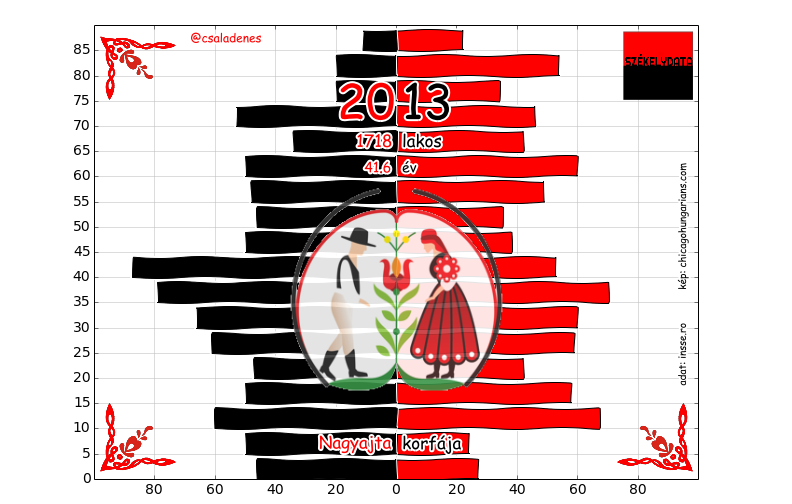 @csaladenes
SZÉKELYDATA
2013
1718 lakos
41.6 év
kép: chicagohungarians.com
adat: insse.ro
Nagyajta korfája
85
80
75
70
65
60
55
50
45
40
35
30
25
20
15
10
5
0
80 60 40 20 0 20 40 60 80